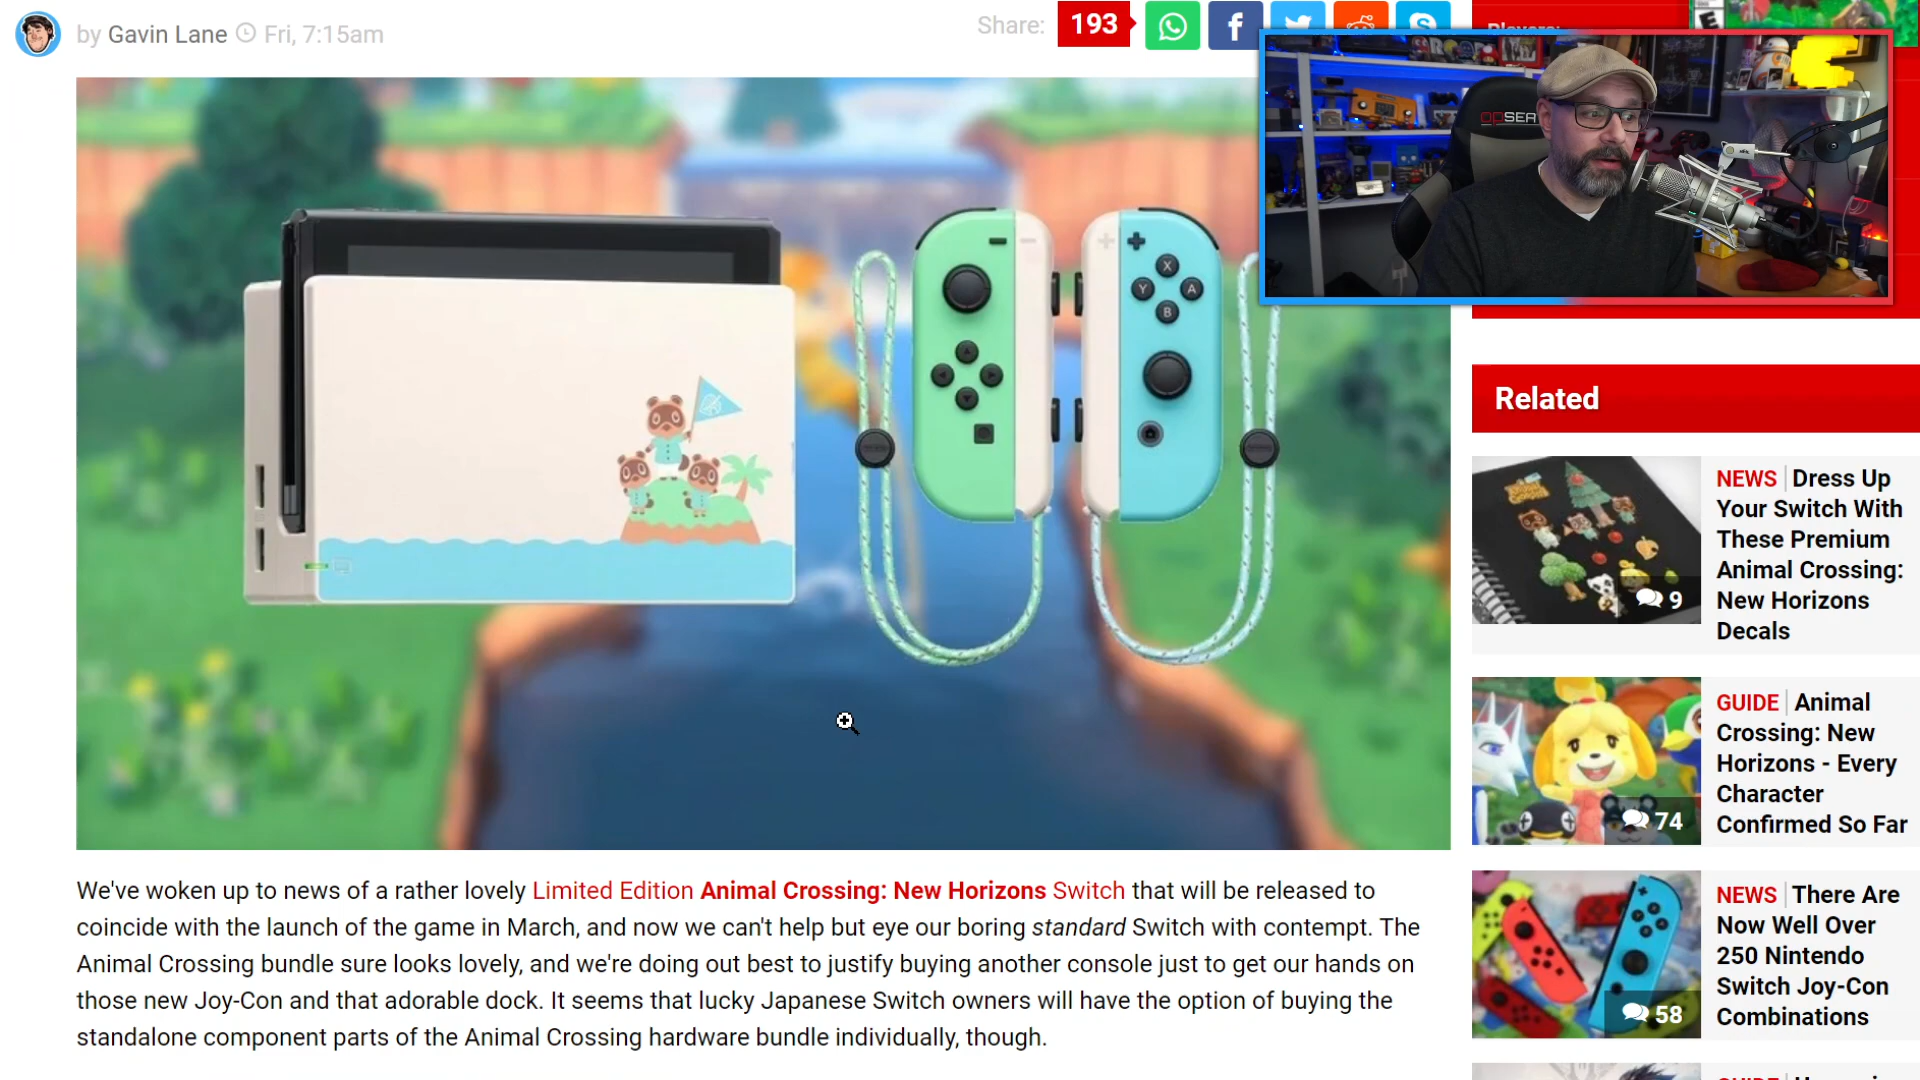 by Gavin Lane Fri, 7:15am
Share: 193
E
OPSEA
X
Y A
B
We've woken up to news of a rather lovely Limited Edition Animal Crossing: New Horizons Switch that will be released to
coincide with the launch of the game in March, and now we can't help but eye our boring standard Switch with contempt. The
Animal Crossing bundle sure looks lovely, and we're doing out best to justify buying another console just to get our hands on
those new Joy-Con and that adorable dock. It seems that lucky Japanese Switch owners will have the option of buying the
standalone component parts of the Animal Crossing hardware bundle individually, though.
Related
NEWS Dress Up
Your Switch With
These Premium
Animal Crossing:
New Horizons
Decals
9
GUIDE Animal
Crossing: New
Horizons - Every
Character
Confirmed So Far
74
NEWS There Are
Now Well Over
250 Nintendo
Switch Joy-Con
Combinations
58